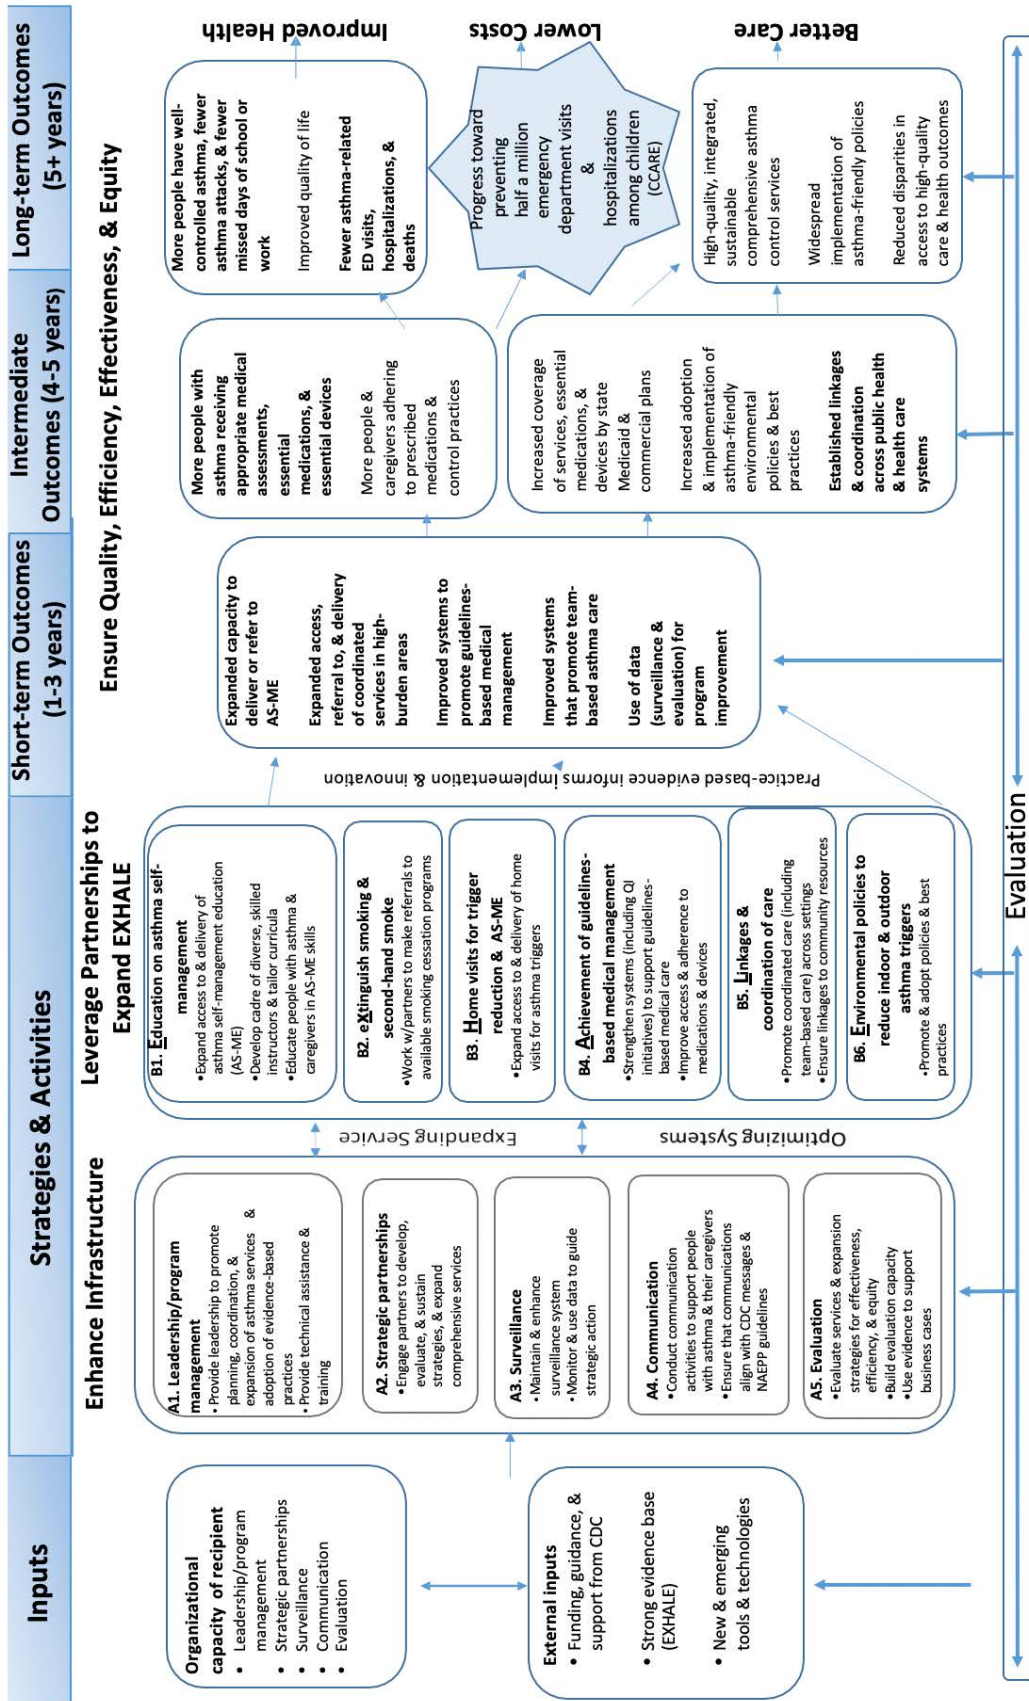 Inputs
Strategies & Activities
Short-term Outcomes
(1-3 years)
Intermediate
Outcomes (4-5 years)
Long-term Outcomes
(5+ years)
Enhance Infrastructure
Leverage Partnerships to
Expand EXHALE
Ensure Quality, Efficiency, Effectiveness, & Equity
Organizational
capacity of recipient
• Leadership/program
management
• Strategic partnerships
• Surveillance
• Communication
• Evaluation
External inputs
• Funding, guidance, &
support from CDC
• Strong evidence base
(EXHALE)
• New & emerging
tools & technologies
A1. Leadership/program
management
• Provide leadership to promote
planning, coordination, &
expansion of asthma services &
adoption of evidence-based
practices
• Provide technical assistance &
training
A2. Strategic partnerships
• Engage partners to develop,
evaluate, & sustain
strategies, & expand
comprehensive services
A3. Surveillance
• Maintain & enhance
surveillance system
• Monitor & use data to guide
strategic action
A4. Communication
• Conduct communication
activities to support people
with asthma & their caregivers
• Ensure that communications
align with CDC messages &
NAEPP guidelines
A5. Evaluation
• Evaluate services & expansion
strategies for effectiveness,
efficiency, & equity
• Build evaluation capacity
• Use evidence to support
business cases
Expanding Service
Optimizing Systems
B1. Education on asthma self-
management
• Expand access to & delivery of
asthma self-management education
(AS-ME)
• Develop cadre of diverse, skilled
instructors & tailor curricula
• Educate people with asthma &
caregivers in AS-ME skills
B2. eXtinguish smoking &
second-hand smoke
• Work w/partners to make referrals to
available smoking cessation programs
B3. Home visits for trigger
reduction & AS-ME
• Expand access to & delivery of home
visits for asthma triggers
B4. Achievement of guidelines-
based medical management
• Strengthen systems (including QI
initiatives) to support guidelines-
based medical care
• Improve access & adherence to
medications & devices
B5. Linkages &
coordination of care
• Promote coordinated care (including
team-based care) across settings
• Ensure linkages to community resources
B6. Environmental policies to
reduce indoor & outdoor
asthma triggers
• Promote & adopt policies & best
practices
Practice-based evidence informs implementation & innovation
Expanded capacity to
deliver or refer to
AS-ME
Expanded access,
referral to, & delivery
of coordinated
services in high-
burden areas
Improved systems to
promote guidelines-
based medical
management
Improved systems
that promote team-
based asthma care
Use of data
(surveillance &
evaluation) for
program
improvement
More people with
asthma receiving
appropriate medical
assessments,
essential
medications, &
essential devices
More people &
caregivers adhering
to prescribed
medications &
control practices
Increased coverage
of services, essential
medications, &
devices by state
Medicaid &
commercial plans
Increased adoption
& implementation of
asthma-friendly
environmental
policies & best
practices
Established linkages
& coordination
across public health
& health care
systems
More people have well-
controlled asthma, fewer
asthma attacks, & fewer
missed days of school or
work
Improved quality of life
Fewer asthma-related
ED visits,
hospitalizations, &
deaths
Progress toward
preventing
half a million
emergency
department visits
&
hospitalizations
among children
(CCARE)
High-quality, integrated,
sustainable
comprehensive asthma
control services
Widespread
implementation of
asthma-friendly policies
Reduced disparities in
access to high-quality
care & health outcomes
Improved Health
Lower Costs
Better Care
Evaluation